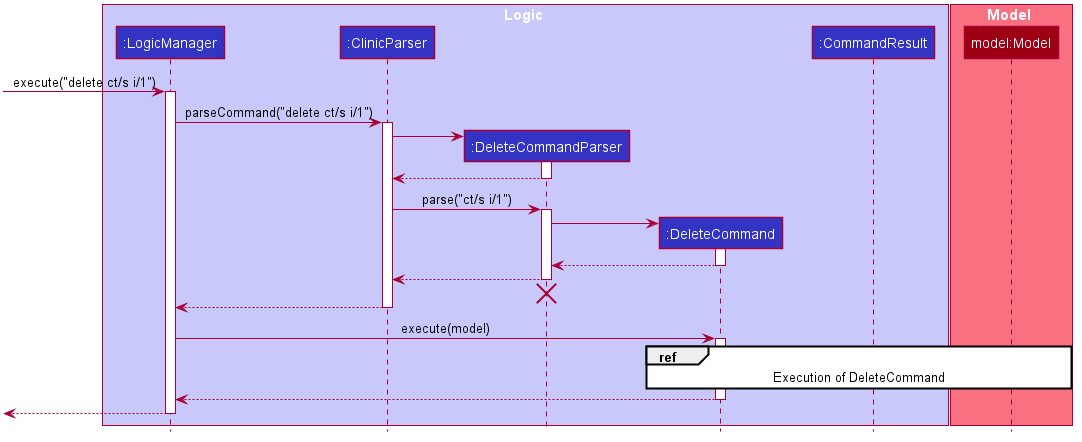 Logic
Model
:LogicManager
:ClinicParser
:CommandResult
model:Model
execute("delete ct/s i/1")
parseCommand("delete ct/s i/1")
:DeleteCommandParser
parse("ct/s i/1")
:DeleteCommand
execute(model)
ref
Execution of DeleteCommand